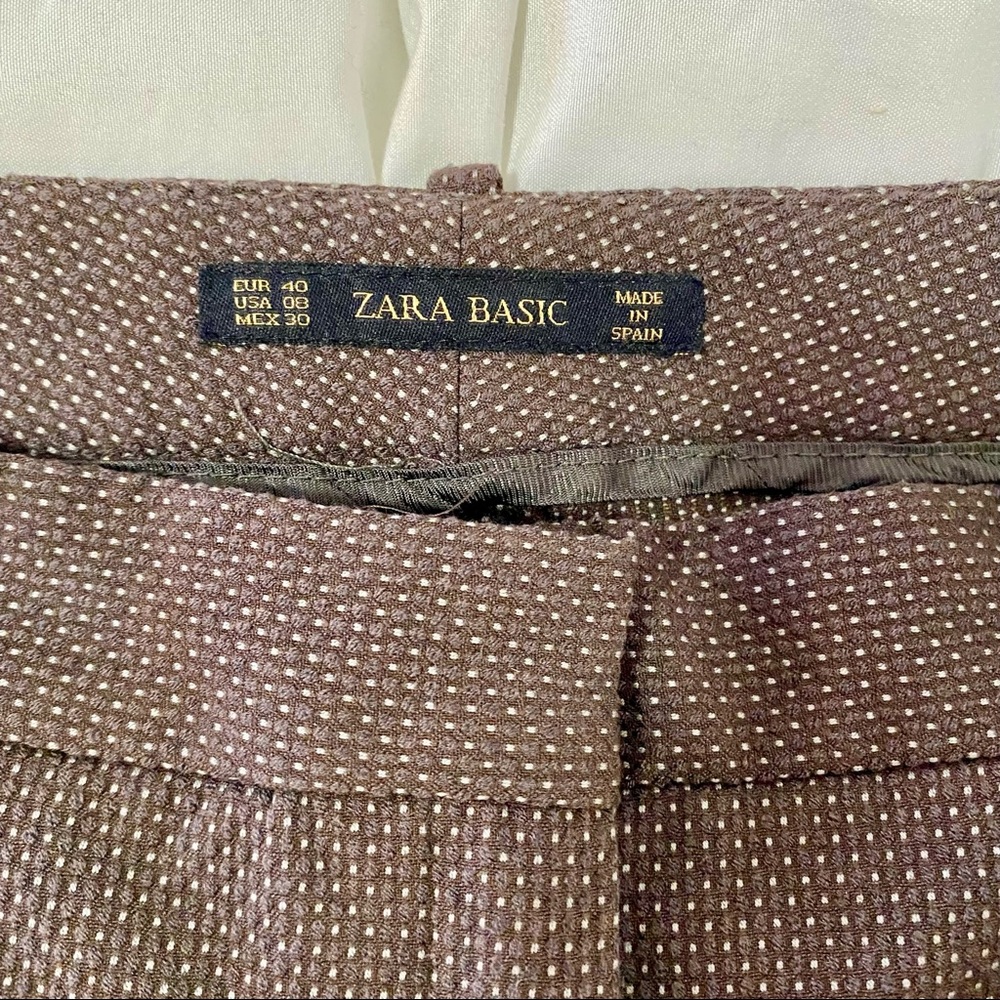 EUR 40
USA 08
MEX 30
ZARA BASIC
MADE
IN
SPAIN